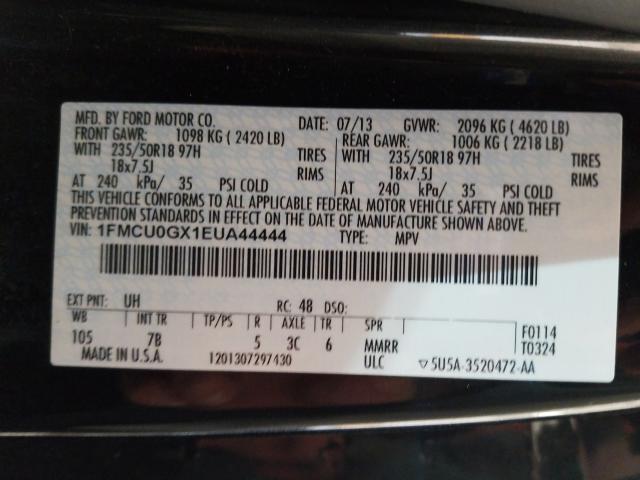 MFD. BY FORD MOTOR CO. DATE: 07/13 GVWR: 2096 KG ( 4620 LB)
FRONT GAWR: 1098 KG ( 2420 LB) REAR GAWR: 1006 KG ( 2218 LB)
WITH 235/50R18 97H TIRES WITH 235/50R18 97H TIRES
18x7.5J RIMS 18x7.5J RIMS
AT 240 kPa/ 35 PSI COLD AT 240 kPa/ 35 PSI COLD
THIS VEHICLE CONFORMS TO ALL APPLICABLE FEDERAL MOTOR VEHICLE SAFETY AND THEFT
PREVENTION STANDARDS IN EFFECT ON THE DATE OF MANUFACTURE SHOWN ABOVE.
1FMCU0GX1EUA44444 TYPE: MPV
EXT PNT: UH RC: 48 DSO:
WB INT TR TP/PS R AXLE TR SPR F0114
105 7B 5 3C 6 MMRR T0324
MADE IN U.S.A. 1201307297430 ULC ▽5U5A-3520472-AA